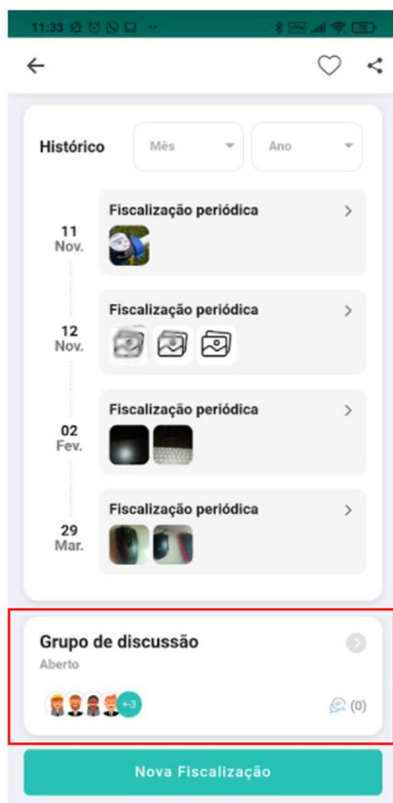 11:33
Histórico
Mês
Ano
Fiscalização periódica
11
Nov.
Fiscalização periódica
12
Nov.
Fiscalização periódica
02
Fev.
Fiscalização periódica
29
Mar.
Grupo de discussão
Aberto
+3
(0)
Nova Fiscalização